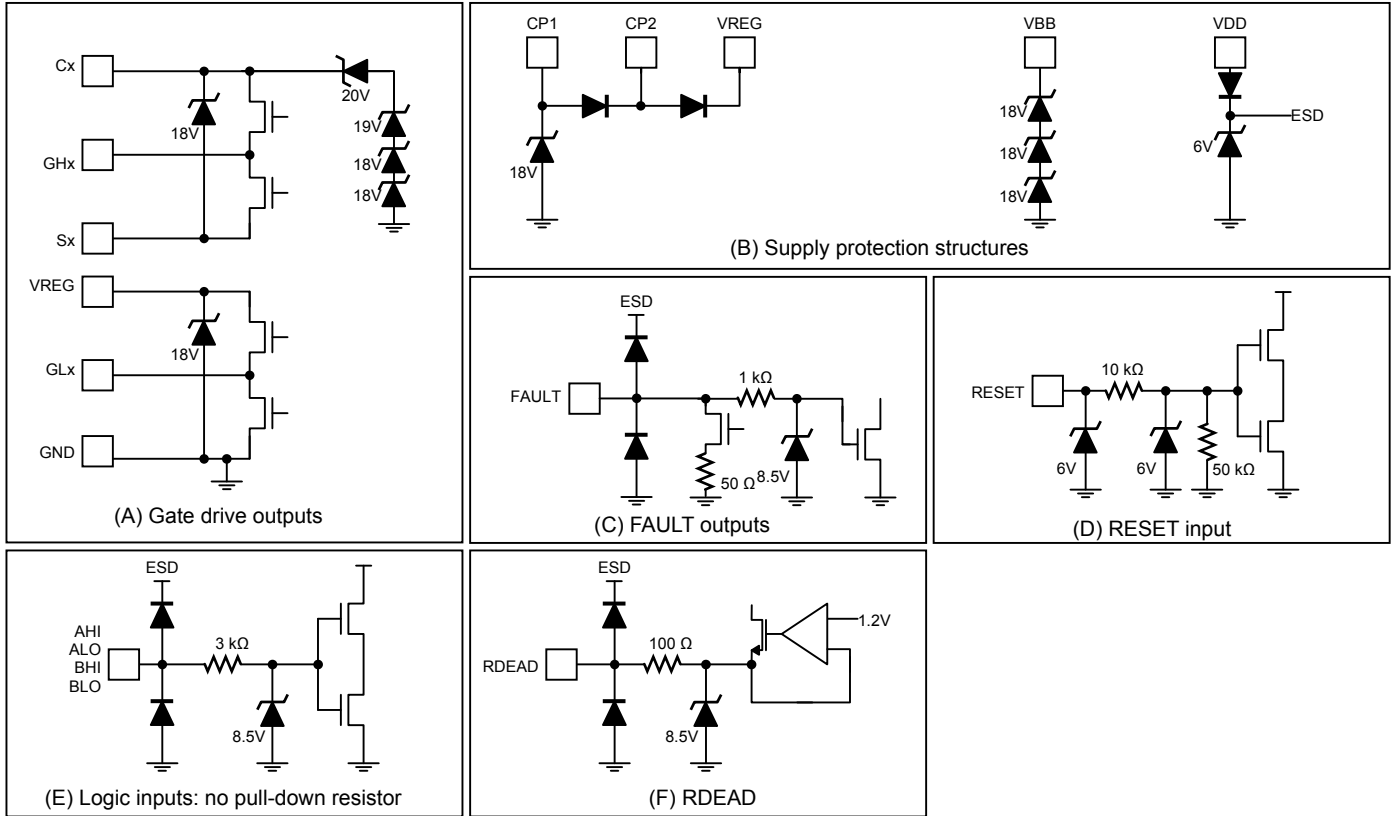 Cx
20V
18V
19V
GHx
18V
18V
Sx
VREG
18V
GLx
GND
(A) Gate drive outputs
CP1 CP2 VREG VBB VDD
18V
18V
18V
18V
6V
ESD
(B) Supply protection structures
ESD
FAULT
1 kΩ
50 Ω 8.5V
(C) FAULT outputs
RESET
10 kΩ
6V 6V 50 kΩ
(D) RESET input
ESD
AHI
ALO
BHI
BLO
3 kΩ
8.5V
(E) Logic inputs: no pull-down resistor
ESD
RDEAD
100 Ω
1.2V
8.5V
(F) RDEAD